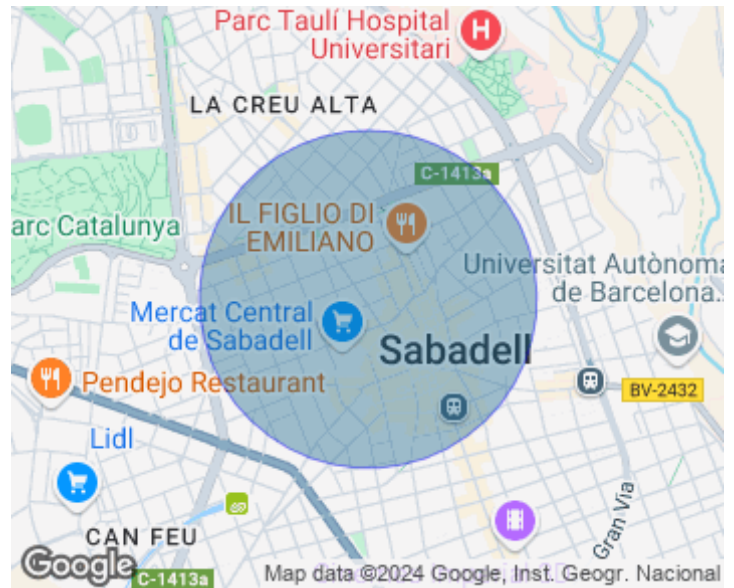 Parc Taulí Hospital
Universitari
LA CREU ALTA
C-1413a
IL FIGLIO DI
EMILIANO
arc Catalunya
Universitat Autònoma
de Barcelona...
Mercat Central
de Sabadell
Sabadell
Pendejo Restaurant
BV-2432
Lidl
Gran Via
CAN FEU
Google
C-1413a
Map data ©2024 Google, Inst. Geogr. Nacional